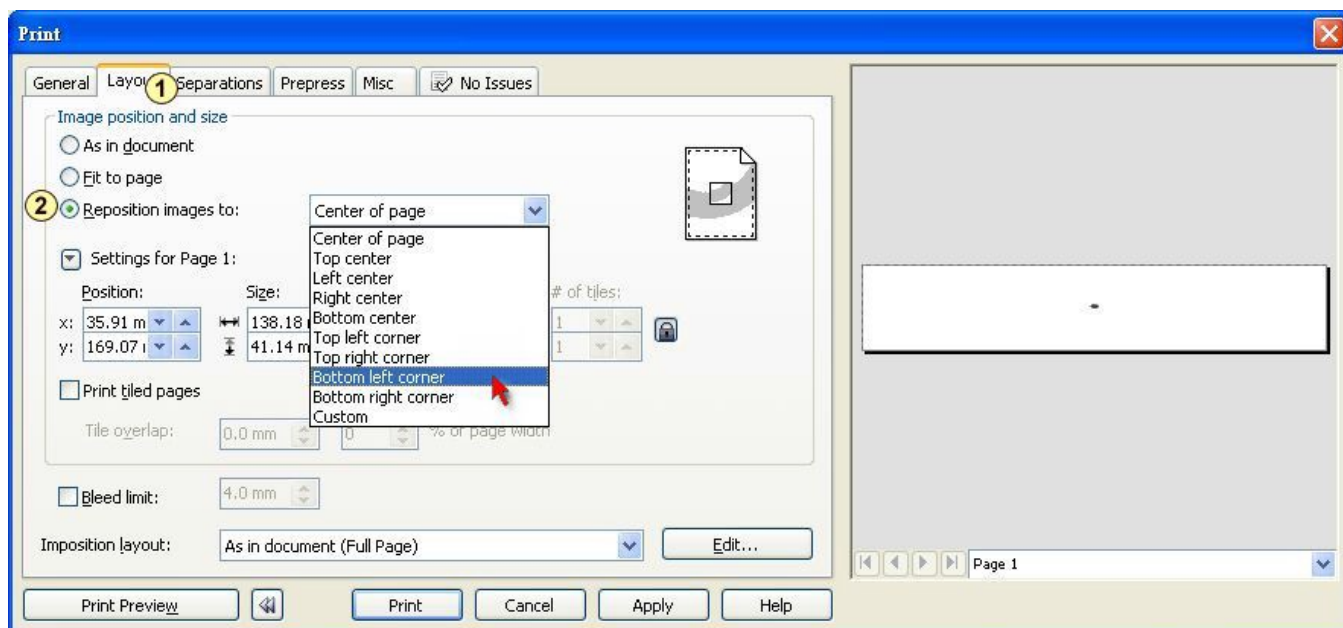 Print
General Layou 1 Separations Prepress Misc No Issues
Image position and size
As in document
Fit to page
2 Reposition images to: Center of page
Center of page
Settings for Page 1:
Top center
Left center
Position: Size: Right center # of tiles:
x: 35.91 m 138.18 Bottom center 1
Top left corner
y: 169.07 41.14 m Top right corner 1
Print tiled pages Bottom left corner
Bottom right corner
Custom
Tile overlap: 0.0 mm 0 % of page width
Bleed limit: 4.0 mm
Imposition layout: As in document (Full Page) Edit...
Page 1
Print Preview Print Cancel Apply Help